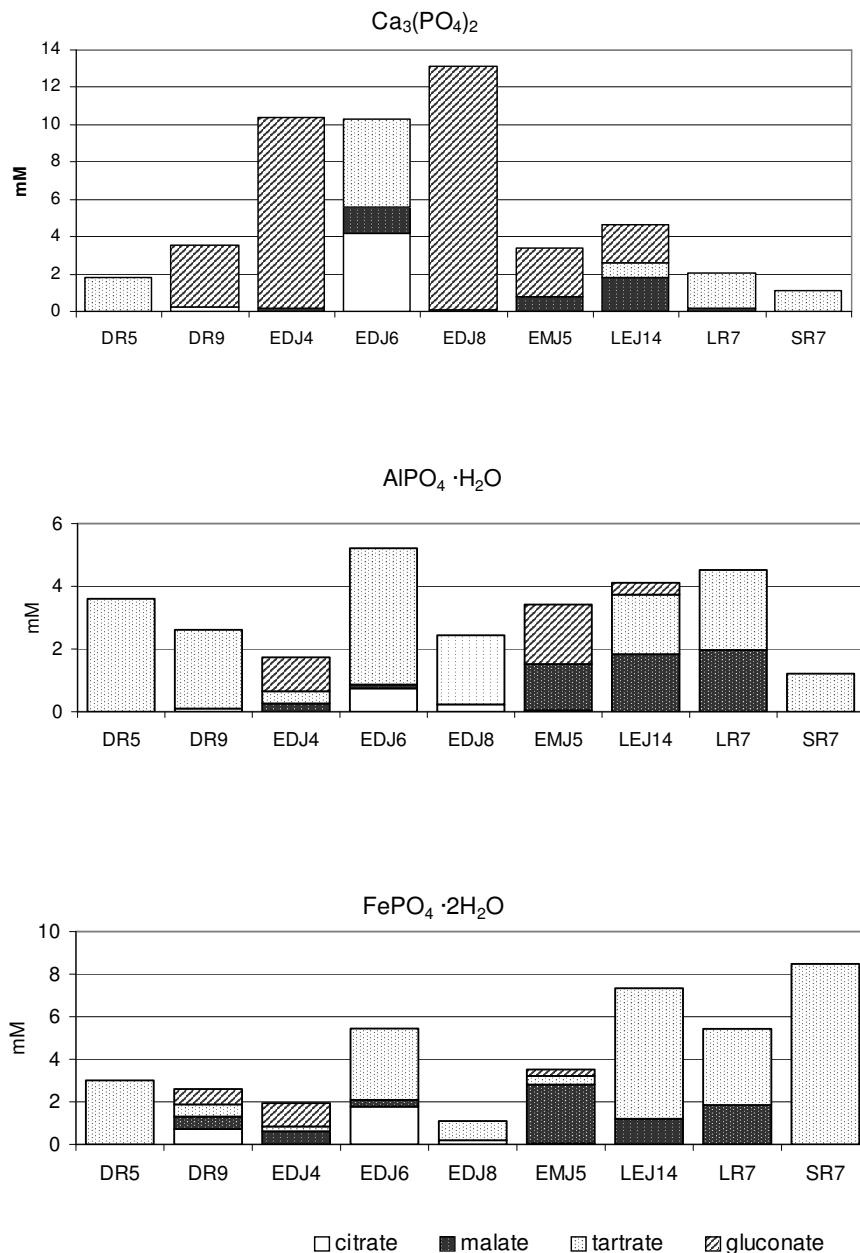 Ca₃(PO₄)₂
14
12
10
8
6
4
2
0
mM
DR5 DR9 EDJ4 EDJ6 EDJ8 EMJ5 LEJ14 LR7 SR7
AlPO₄ ·H₂O
6
4
2
0
mM
DR5 DR9 EDJ4 EDJ6 EDJ8 EMJ5 LEJ14 LR7 SR7
FePO₄ ·2H₂O
10
8
6
4
2
0
mM
DR5 DR9 EDJ4 EDJ6 EDJ8 EMJ5 LEJ14 LR7 SR7
citrate malate tartrate gluconate